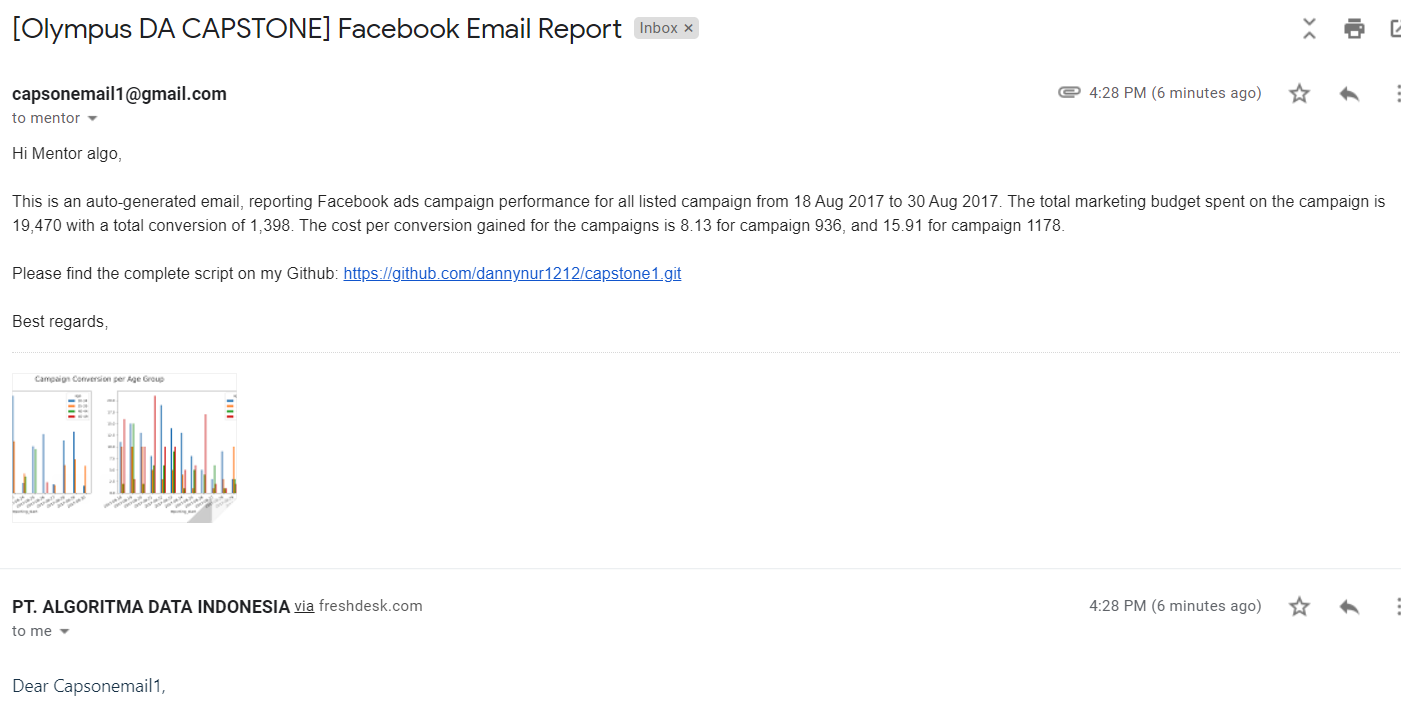 [Olympus DA CAPSTONE] Facebook Email Report Inbox ×
capsonemail1@gmail.com 4:28 PM (6 minutes ago)
to mentor
Hi Mentor algo,
This is an auto-generated email, reporting Facebook ads campaign performance for all listed campaign from 18 Aug 2017 to 30 Aug 2017. The total marketing budget spent on the campaign is
19,470 with a total conversion of 1,398. The cost per conversion gained for the campaigns is 8.13 for campaign 936, and 15.91 for campaign 1178.
Please find the complete script on my Github: https://github.com/dannynur1212/capstone1.git
Best regards,
Campaign Conversion per Age Group
PT. ALGORITMA DATA INDONESIA via freshdesk.com 4:28 PM (6 minutes ago)
to me
Dear Capsonemail1,